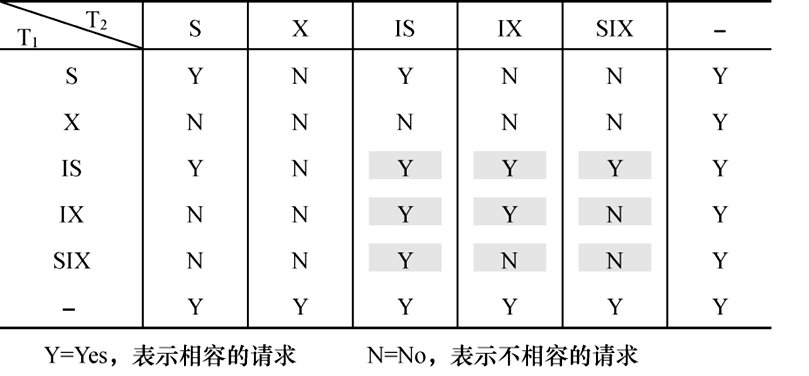 T₁ T₂ S X IS IX SIX –
S Y N Y N N Y
X N N N N N Y
IS Y N Y Y Y Y
IX N N Y Y N Y
SIX N N Y N N Y
– Y Y Y Y Y Y
Y=Yes，表示相容的请求 N=No，表示不相容的请求